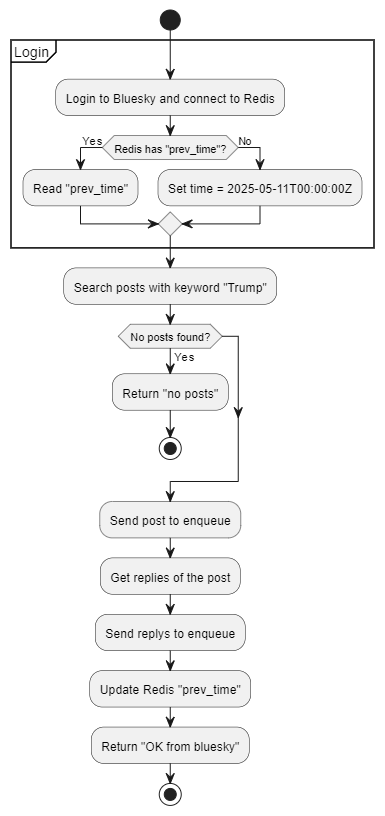 Login
Login to Bluesky and connect to Redis
Yes
Redis has "prev_time"?
No
Read "prev_time"
Set time = 2025-05-11T00:00:00Z
Search posts with keyword "Trump"
No posts found?
Yes
Return "no posts"
Send post to enqueue
Get replies of the post
Send replys to enqueue
Update Redis "prev_time"
Return "OK from bluesky"